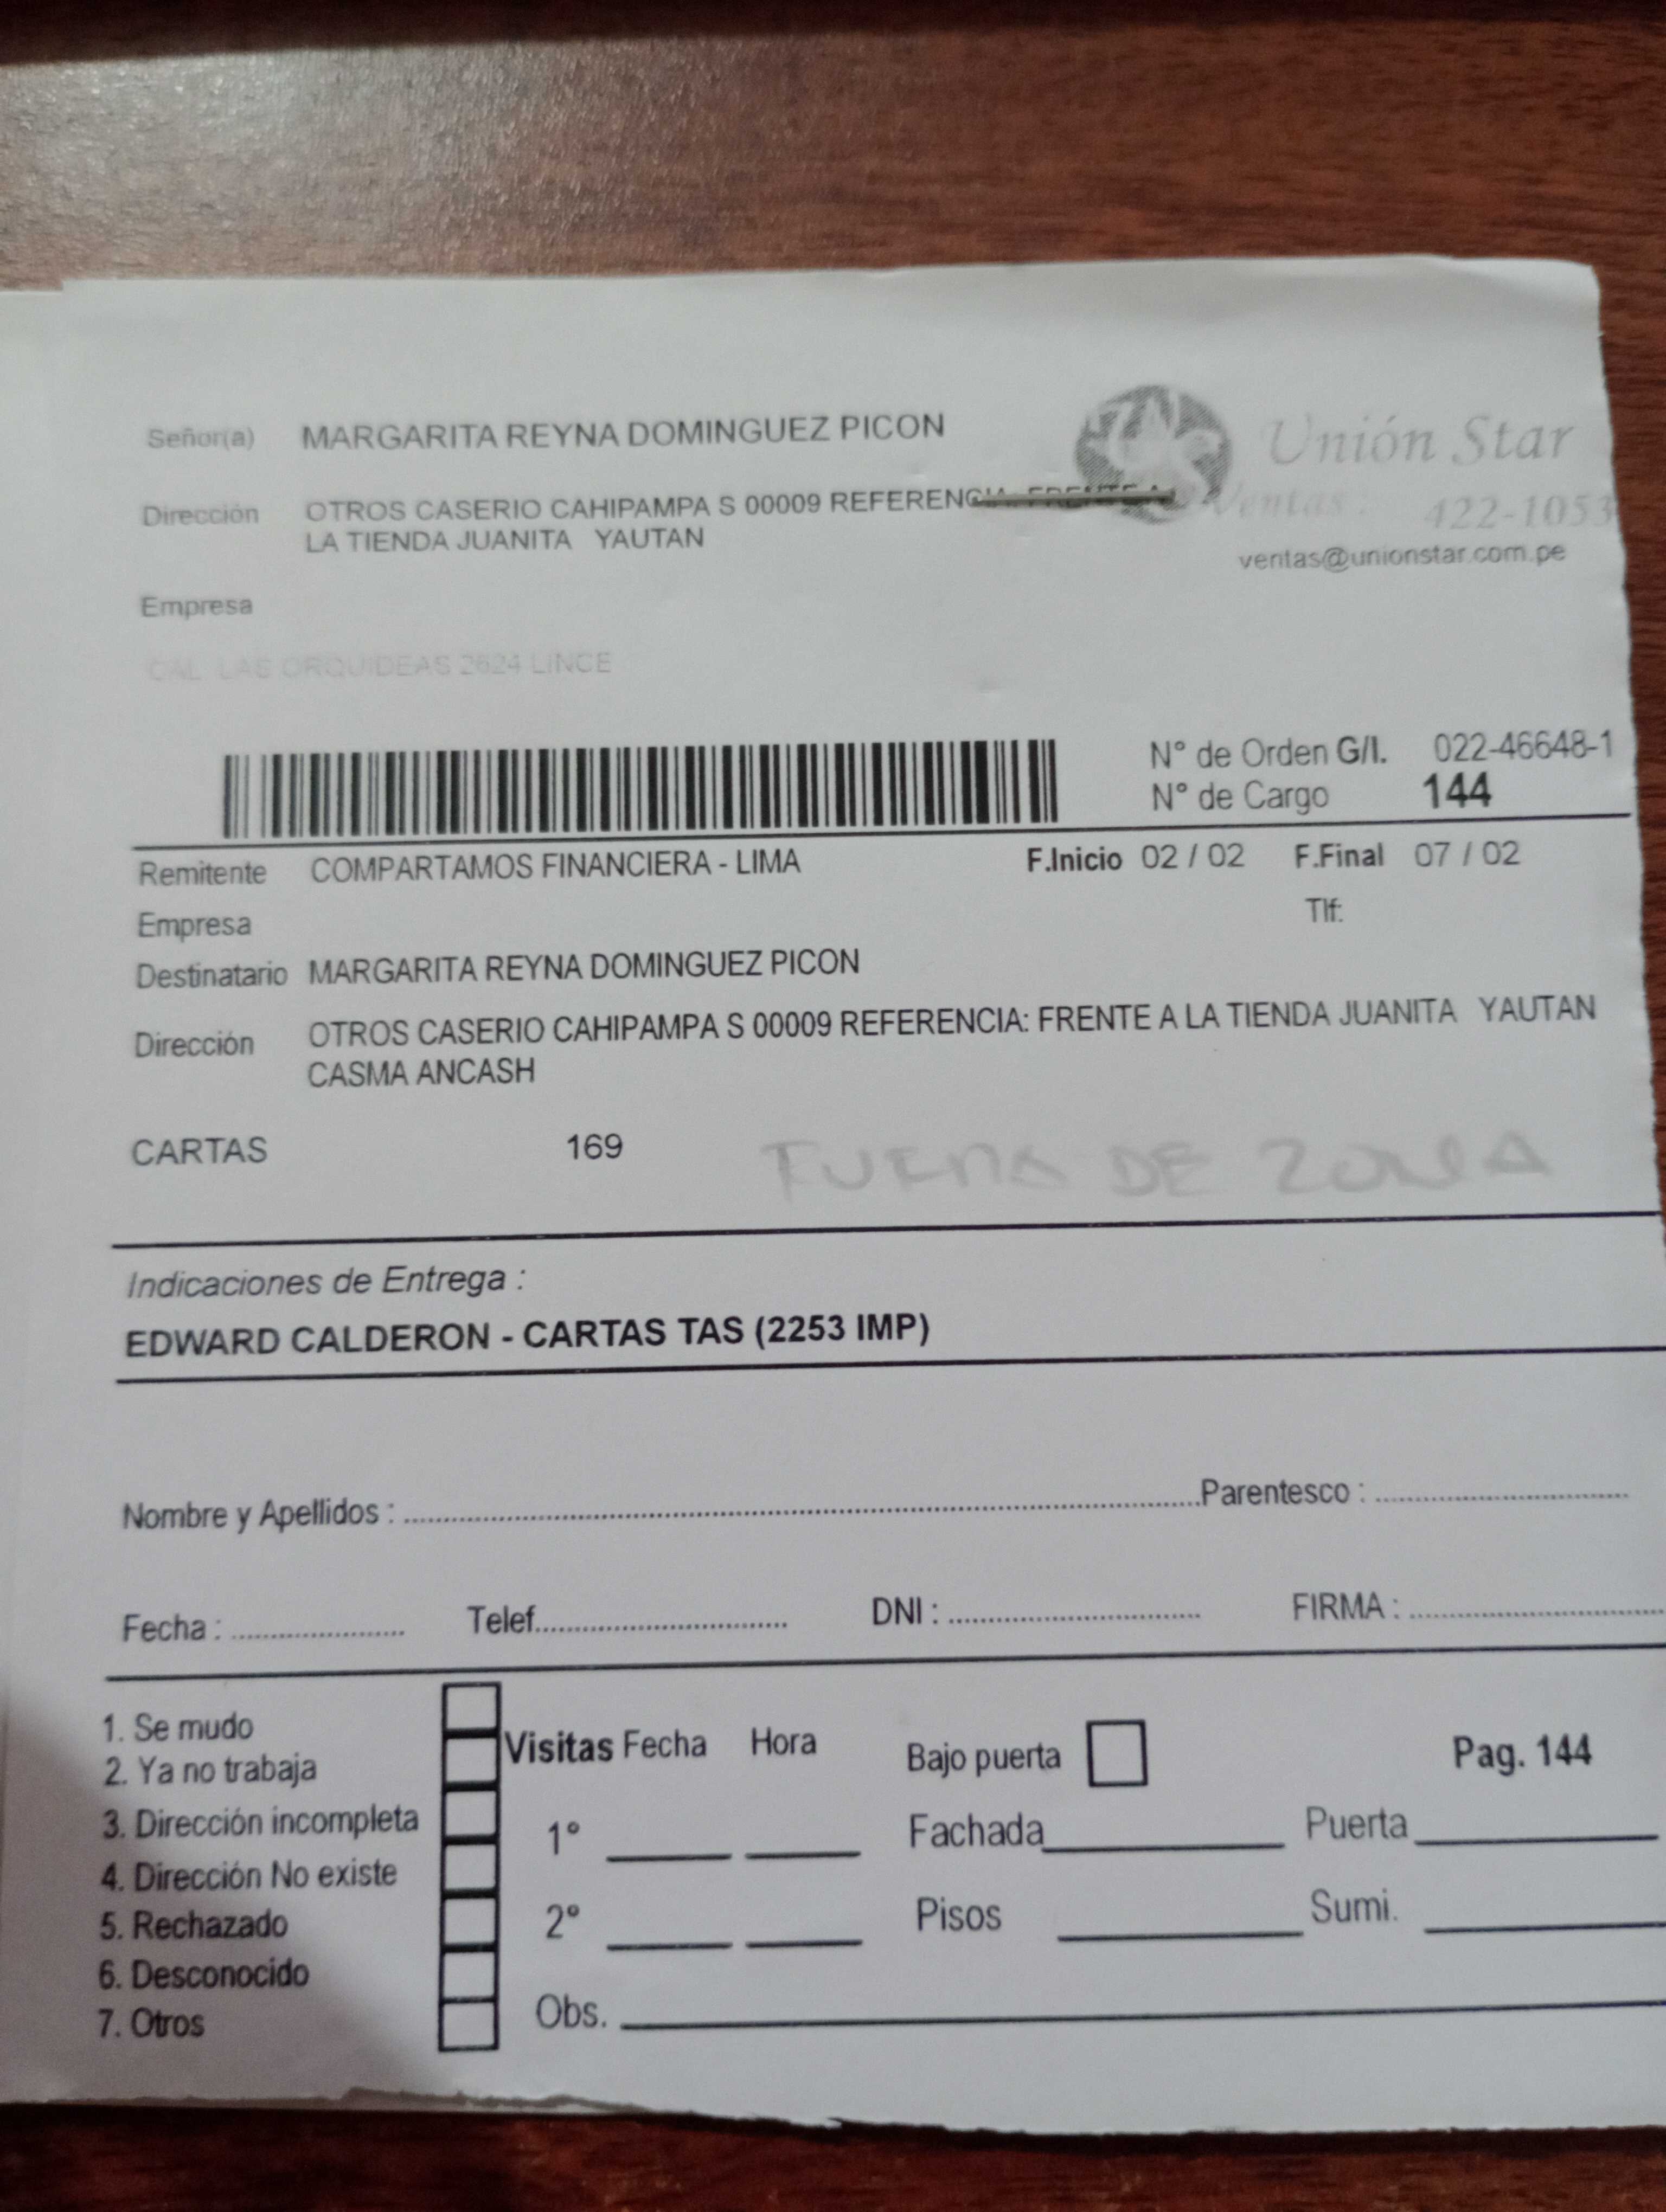 Señor(a) MARGARITA REYNA DOMINGUEZ PICON
Unión Star
Dirección OTROS CASERIO CAHIPAMPA S 00009 REFERENCIA: FRENTE A
LA TIENDA JUANITA YAUTAN
Ventas : 422-1053
ventas@unionstar.com.pe
Empresa
CAL LAS ORQUIDEAS 2624 LINCE
N° de Orden G/I. 022-46648-1
N° de Cargo 144
Remitente COMPARTAMOS FINANCIERA - LIMA F.Inicio 02 / 02 F.Final 07 / 02
Empresa Tlf:
Destinatario MARGARITA REYNA DOMINGUEZ PICON
Dirección OTROS CASERIO CAHIPAMPA S 00009 REFERENCIA: FRENTE A LA TIENDA JUANITA YAUTAN
CASMA ANCASH
CARTAS 169 FUERA DE ZONA
Indicaciones de Entrega :
EDWARD CALDERON - CARTAS TAS (2253 IMP)
Nombre y Apellidos : Parentesco :
Fecha : Telef. DNI : FIRMA :
1. Se mudo
2. Ya no trabaja
3. Dirección incompleta
4. Dirección No existe
5. Rechazado
6. Desconocido
7. Otros
Visitas Fecha Hora
1°
2°
Obs.
Bajo puerta Pag. 144
Fachada Puerta
Pisos Sumi.